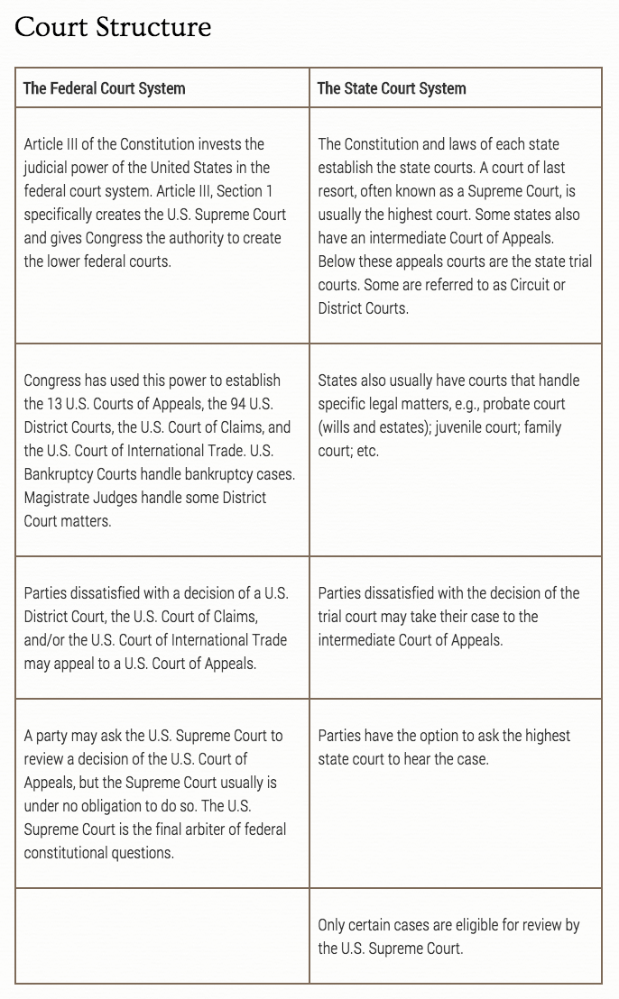 Court Structure
The Federal Court System
The State Court System
Article III of the Constitution invests the
judicial power of the United States in the
federal court system. Article III, Section 1
specifically creates the U.S. Supreme Court
and gives Congress the authority to create
the lower federal courts.
The Constitution and laws of each state
establish the state courts. A court of last
resort, often known as a Supreme Court, is
usually the highest court. Some states also
have an intermediate Court of Appeals.
Below these appeals courts are the state trial
courts. Some are referred to as Circuit or
District Courts.
Congress has used this power to establish
the 13 U.S. Courts of Appeals, the 94 U.S.
District Courts, the U.S. Court of Claims, and
the U.S. Court of International Trade. U.S.
Bankruptcy Courts handle bankruptcy cases.
Magistrate Judges handle some District
Court matters.
States also usually have courts that handle
specific legal matters, e.g., probate court
(wills and estates); juvenile court; family
court; etc.
Parties dissatisfied with a decision of a U.S.
District Court, the U.S. Court of Claims,
and/or the U.S. Court of International Trade
may appeal to a U.S. Court of Appeals.
Parties dissatisfied with the decision of the
trial court may take their case to the
intermediate Court of Appeals.
A party may ask the U.S. Supreme Court to
review a decision of the U.S. Court of
Appeals, but the Supreme Court usually is
under no obligation to do so. The U.S.
Supreme Court is the final arbiter of federal
constitutional questions.
Parties have the option to ask the highest
state court to hear the case.
Only certain cases are eligible for review by
the U.S. Supreme Court.